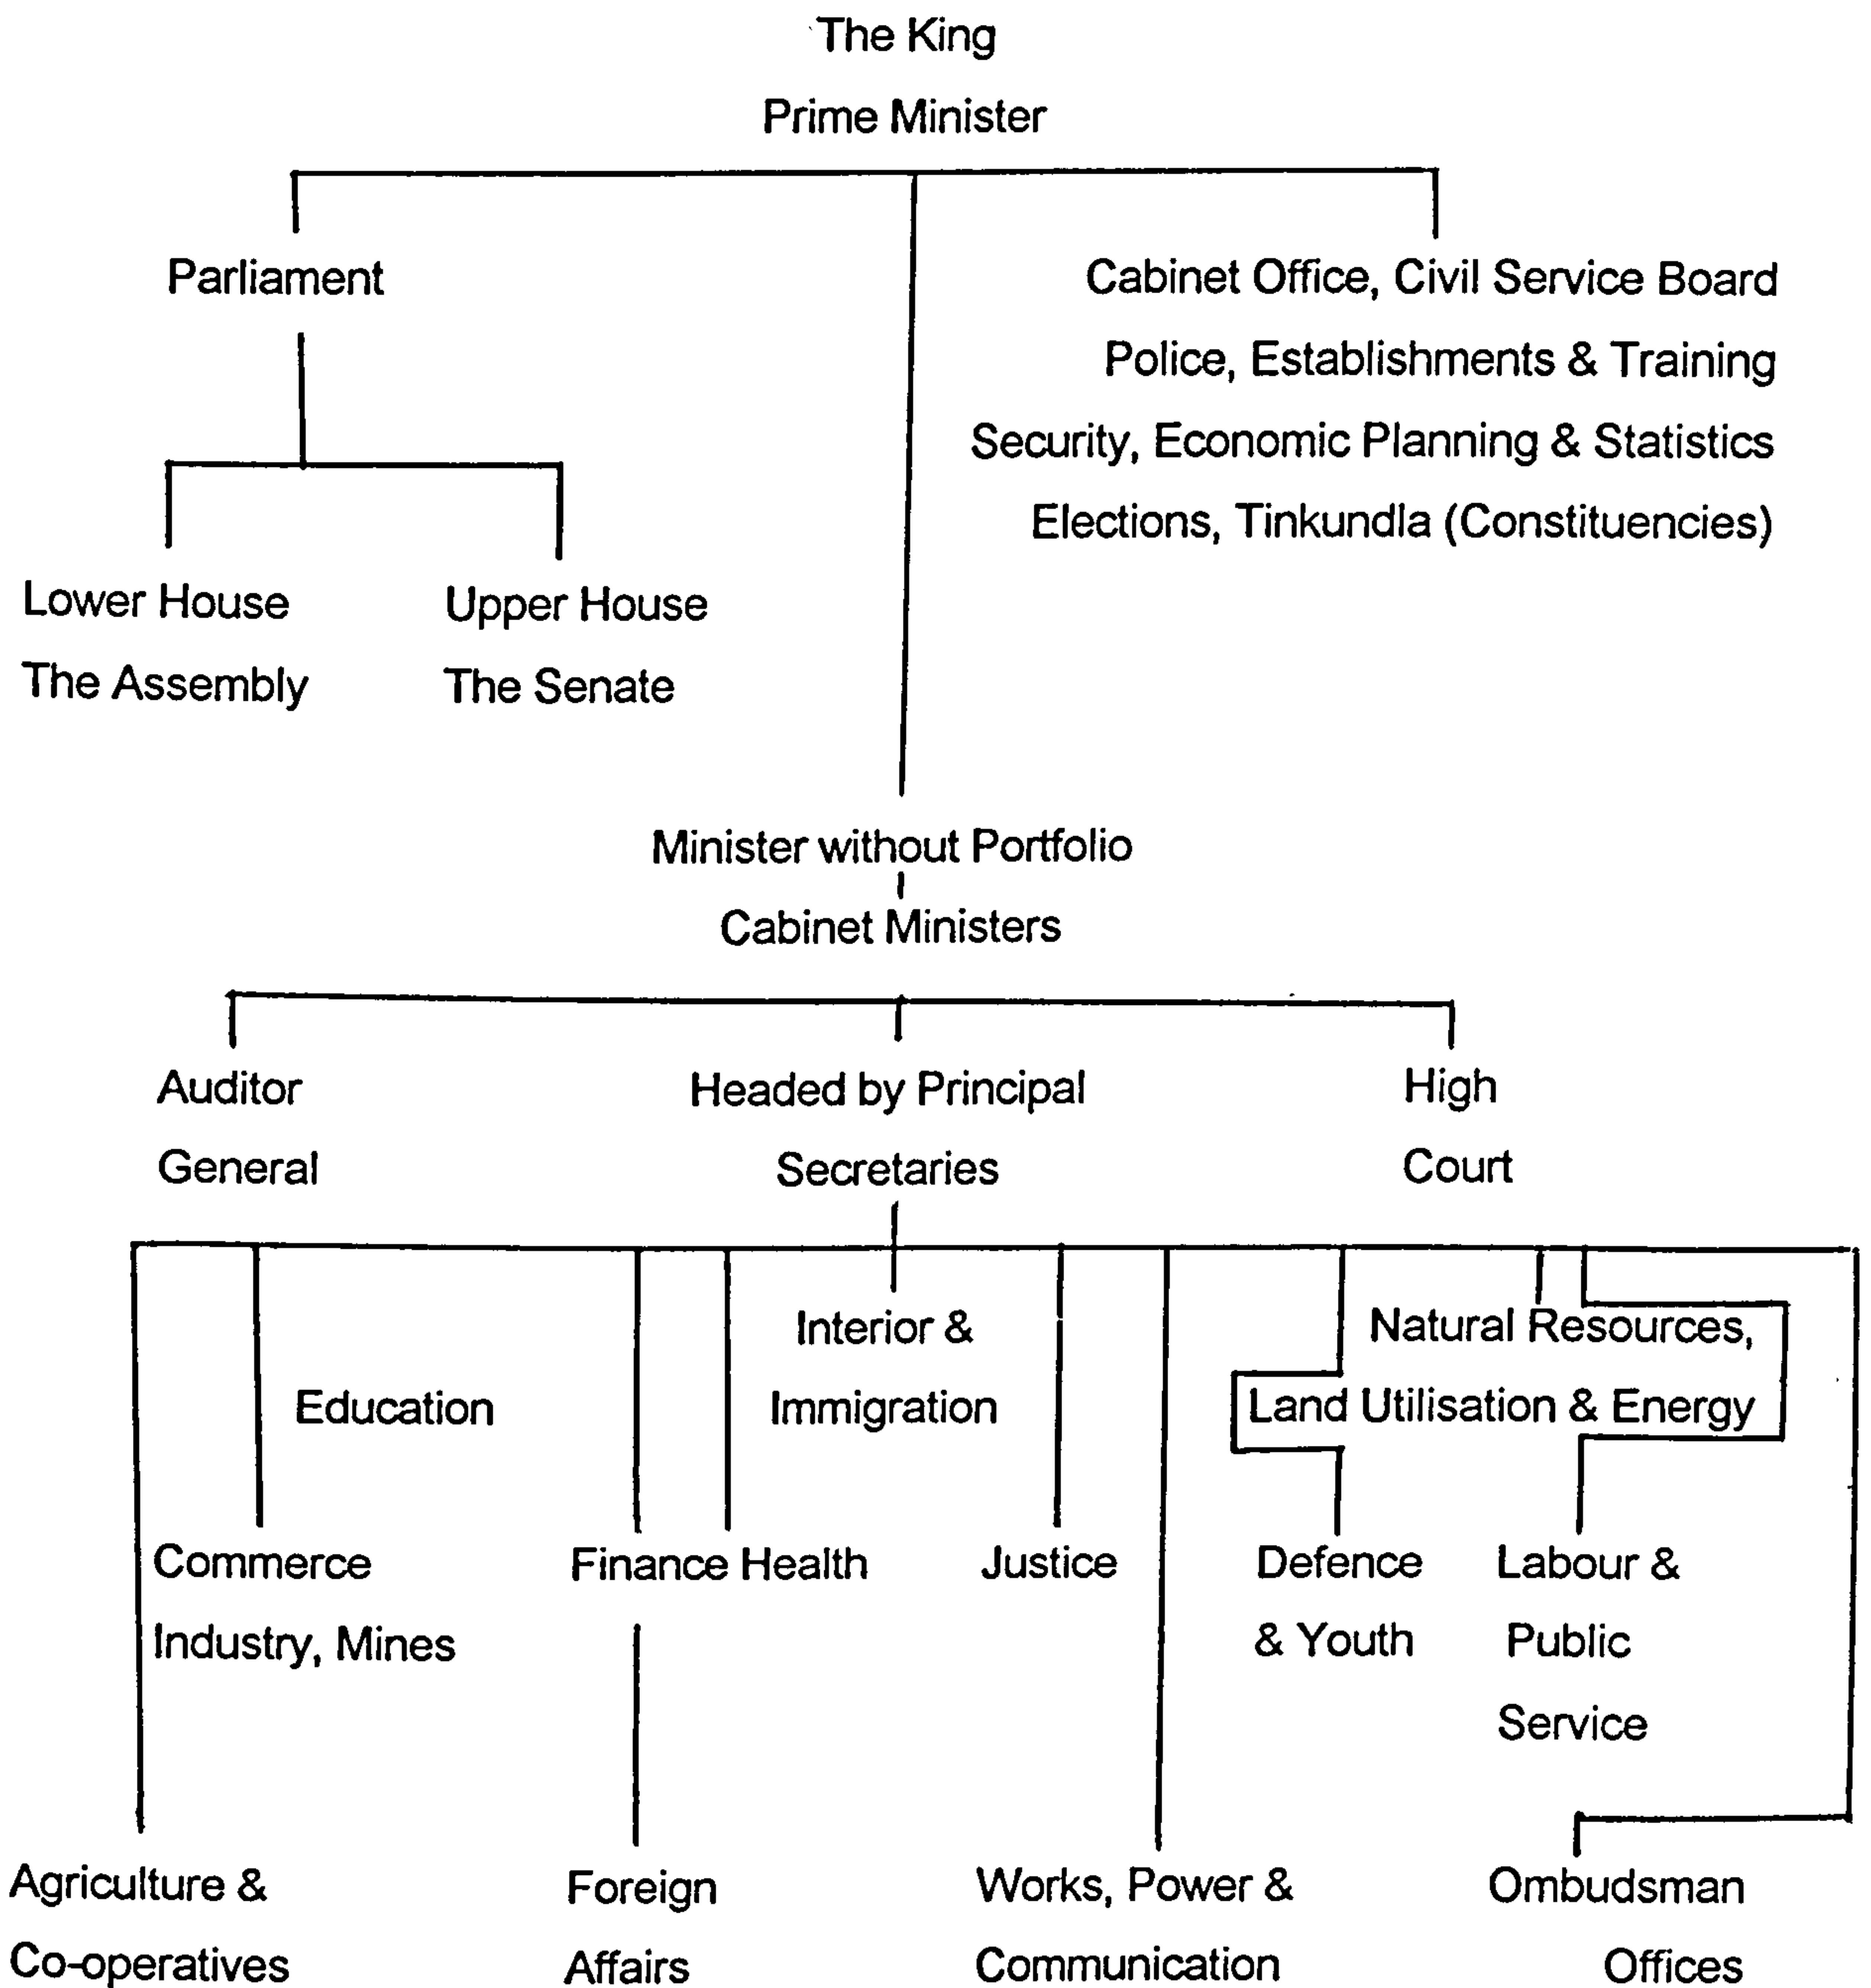 The King
Prime Minister
Parliament
Cabinet Office, Civil Service Board
Police, Establishments & Training
Security, Economic Planning & Statistics
Elections, Tinkundla (Constituencies)
Lower House
The Assembly
Upper House
The Senate
Minister without Portfolio
Cabinet Ministers
Auditor
General
Headed by Principal
Secretaries
High
Court
Interior &
Immigration
Natural Resources,
Land Utilisation & Energy
Education
Commerce
Industry, Mines
Finance Health
Justice
Defence
& Youth
Labour &
Public
Service
Agriculture &
Co-operatives
Foreign
Affairs
Works, Power &
Communication
Ombudsman
Offices